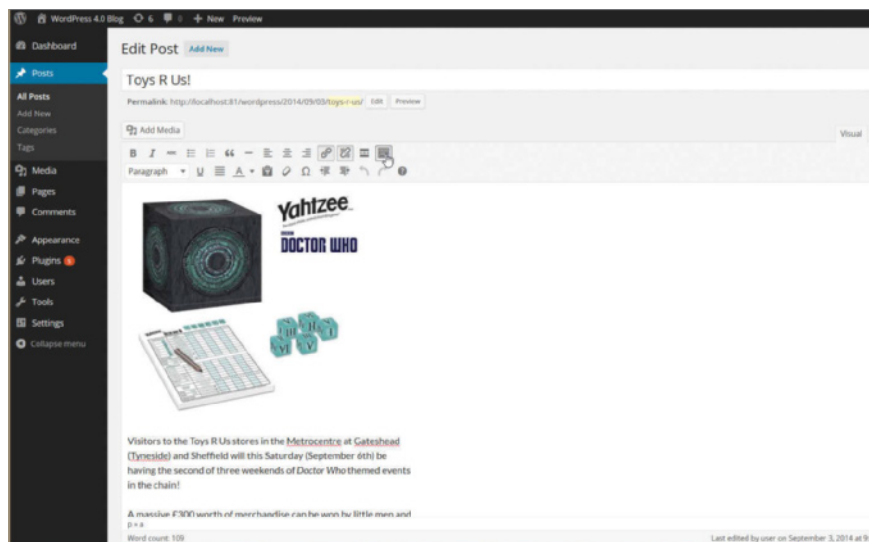 WordPress 4.0 Blog 6 0 + New Preview
Dashboard
Posts
All Posts
Add New
Categories
Tags
Media
Pages
Comments
Appearance
Plugins
Users
Tools
Settings
Collapse menu
Edit Post Add New
Toys R Us!
Permalink: http://localhost:81/wordpress/2014/09/03/toys-r-us/ Edit Preview
Add Media
Visual
B I
Paragraph U A Ω
Yahtzee
BBC
DOCTOR WHO
Visitors to the Toys R Us stores in the Metrocentre at Gateshead
(Tyneside) and Sheffield will this Saturday (September 6th) be
having the second of three weekends of Doctor Who themed events
in the chain!
A massive £300 worth of merchandise can be won by little men and
p » a
Word count: 109
Last edited by user on September 3, 2014 at 9